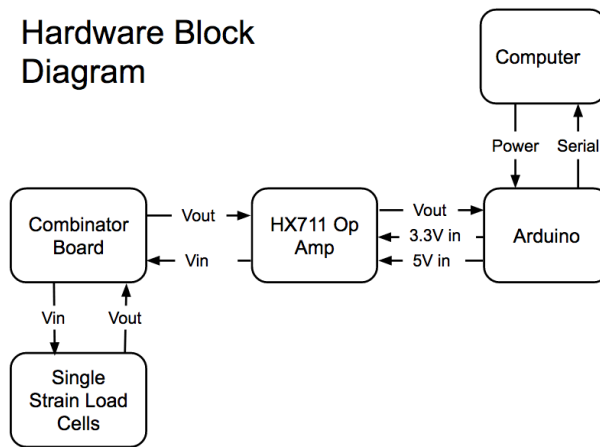 Hardware Block
Diagram
Computer
Power
Serial
Combinator
Board
Vout
Vin
HX711 Op
Amp
Vout
3.3V in
5V in
Arduino
Vin
Vout
Single
Strain Load
Cells